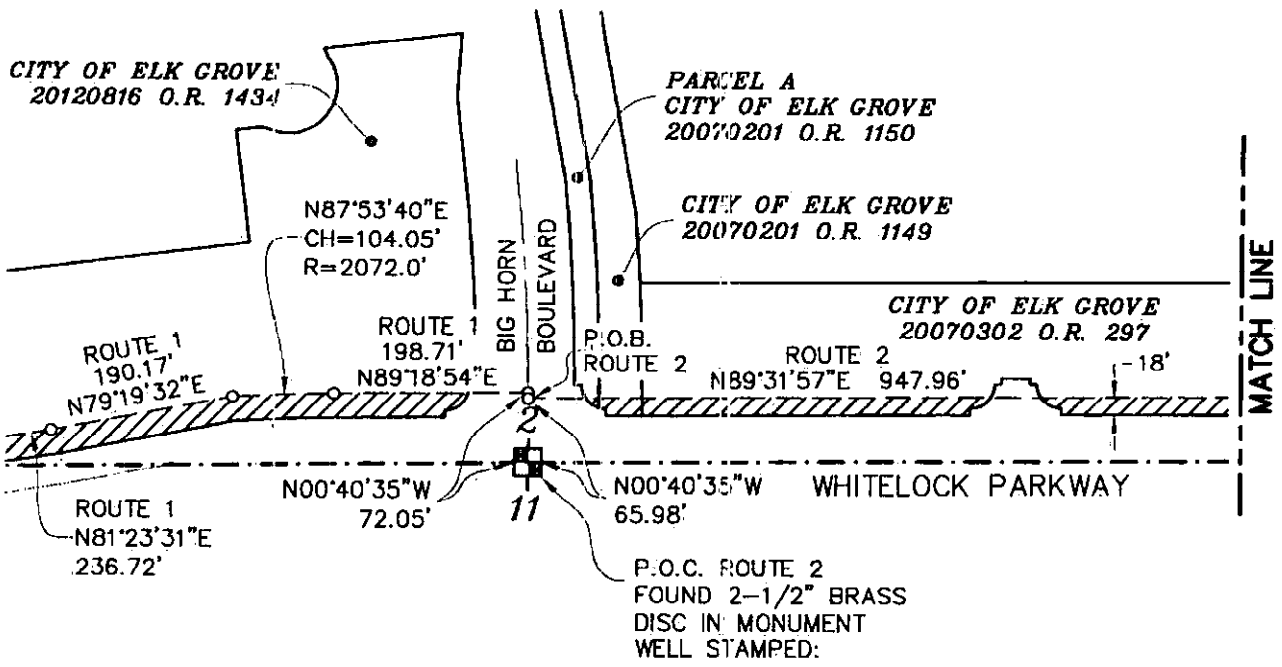 CITY OF ELK GROVE
20120816 O.R. 1434
PARCEL A
CITY OF ELK GROVE
20070201 O.R. 1150
N87°53'40"E
CH=104.05'
R=2072.0'
BIG HORN
BOULEVARD
CITY OF ELK GROVE
20070201 O.R. 1149
MATCH LINE
CITY OF ELK GROVE
20070302 O.R. 297
ROUTE 1
190.17'
N79°19'32"E
ROUTE 1
198.71'
N89°18'54"E
P.O.B.
ROUTE 2
ROUTE 2
N89°31'57"E 947.96'
18'
2
11
N00°40'35"W
72.05'
N00°40'35"W
65.98'
WHITELOCK PARKWAY
ROUTE 1
N81°23'31"E
236.72'
P.O.C. ROUTE 2
FOUND 2-1/2" BRASS
DISC IN MONUMENT
WELL STAMPED: